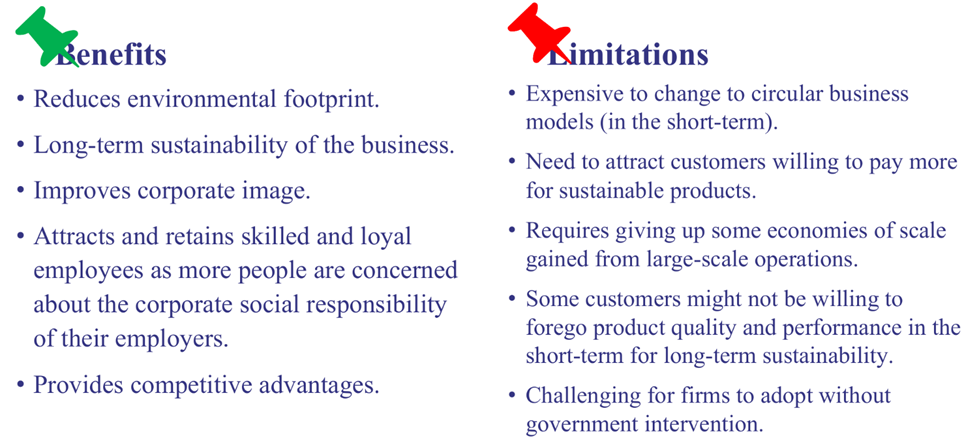 Benefits
• Reduces environmental footprint.
• Long-term sustainability of the business.
• Improves corporate image.
• Attracts and retains skilled and loyal
employees as more people are concerned
about the corporate social responsibility
of their employers.
• Provides competitive advantages.
Limitations
• Expensive to change to circular business
models (in the short-term).
• Need to attract customers willing to pay more
for sustainable products.
• Requires giving up some economies of scale
gained from large-scale operations.
• Some customers might not be willing to
forego product quality and performance in the
short-term for long-term sustainability.
• Challenging for firms to adopt without
government intervention.